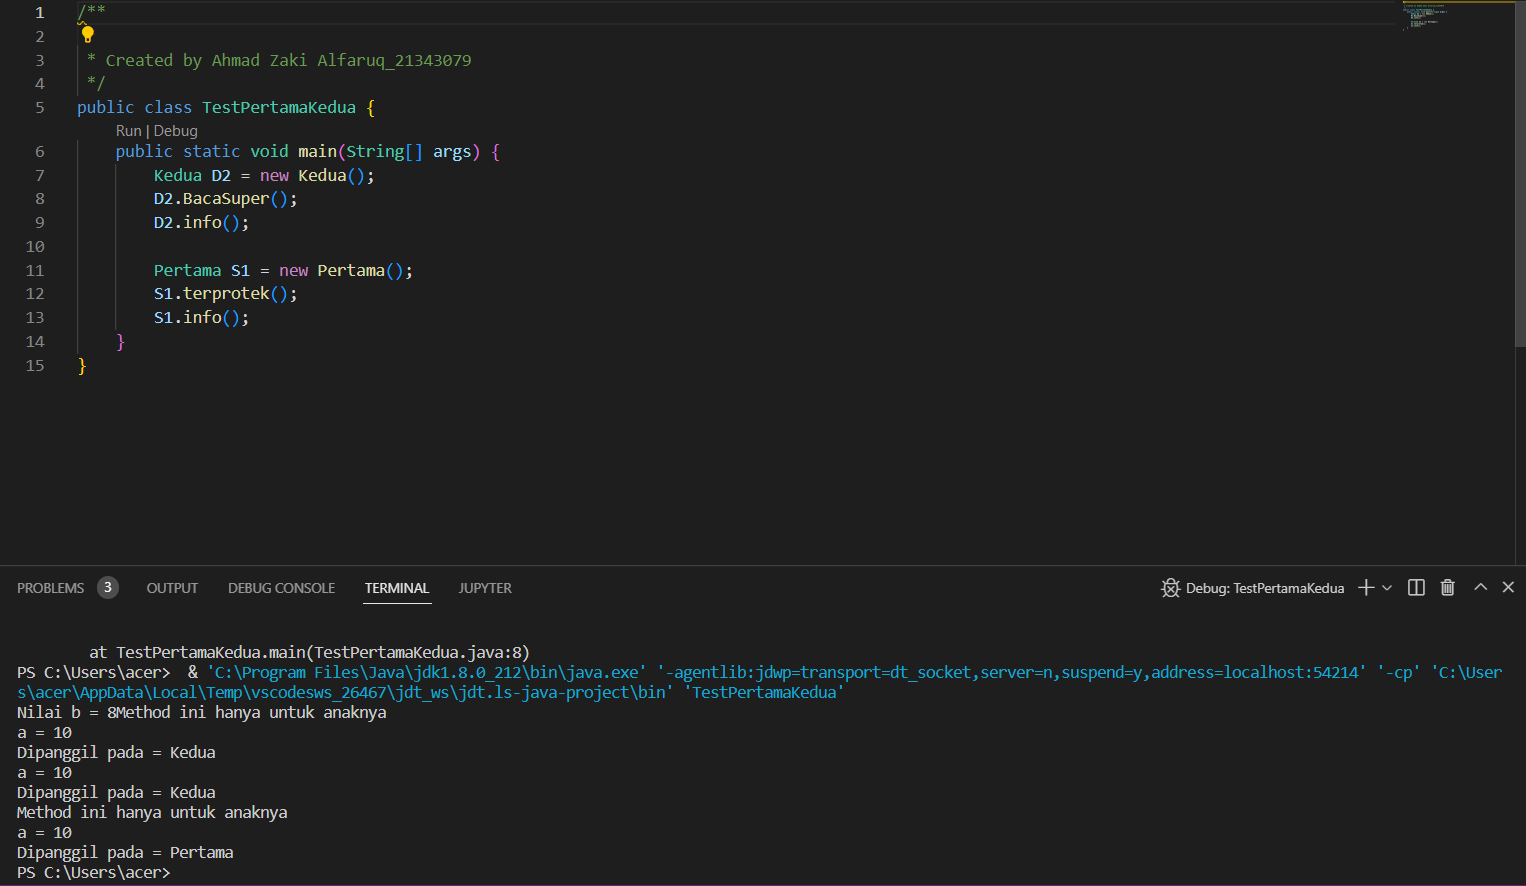 1 /**
2
3 * Created by Ahmad Zaki Alfaruq_21343079
4 */
5 public class TestPertamaKedua {
Run | Debug
6 public static void main(String[] args) {
7 Kedua D2 = new Kedua();
8 D2.BacaSuper();
9 D2.info();
10
11 Pertama S1 = new Pertama();
12 S1.terprotek();
13 S1.info();
14 }
15 }
PROBLEMS 3 OUTPUT DEBUG CONSOLE TERMINAL JUPYTER Debug: TestPertamaKedua
at TestPertamaKedua.main(TestPertamaKedua.java:8)
PS C:\Users\acer> & 'C:\Program Files\Java\jdk1.8.0_212\bin\java.exe' '-agentlib:jdwp=transport=dt_socket,server=n,suspend=y,address=localhost:54214' '-cp' 'C:\User
s\acer\AppData\Local\Temp\vscodesws_26467\jdt_ws\jdt.ls-java-project\bin' 'TestPertamaKedua'
Nilai b = 8Method ini hanya untuk anaknya
a = 10
Dipanggil pada = Kedua
a = 10
Dipanggil pada = Kedua
Method ini hanya untuk anaknya
a = 10
Dipanggil pada = Pertama
PS C:\Users\acer>